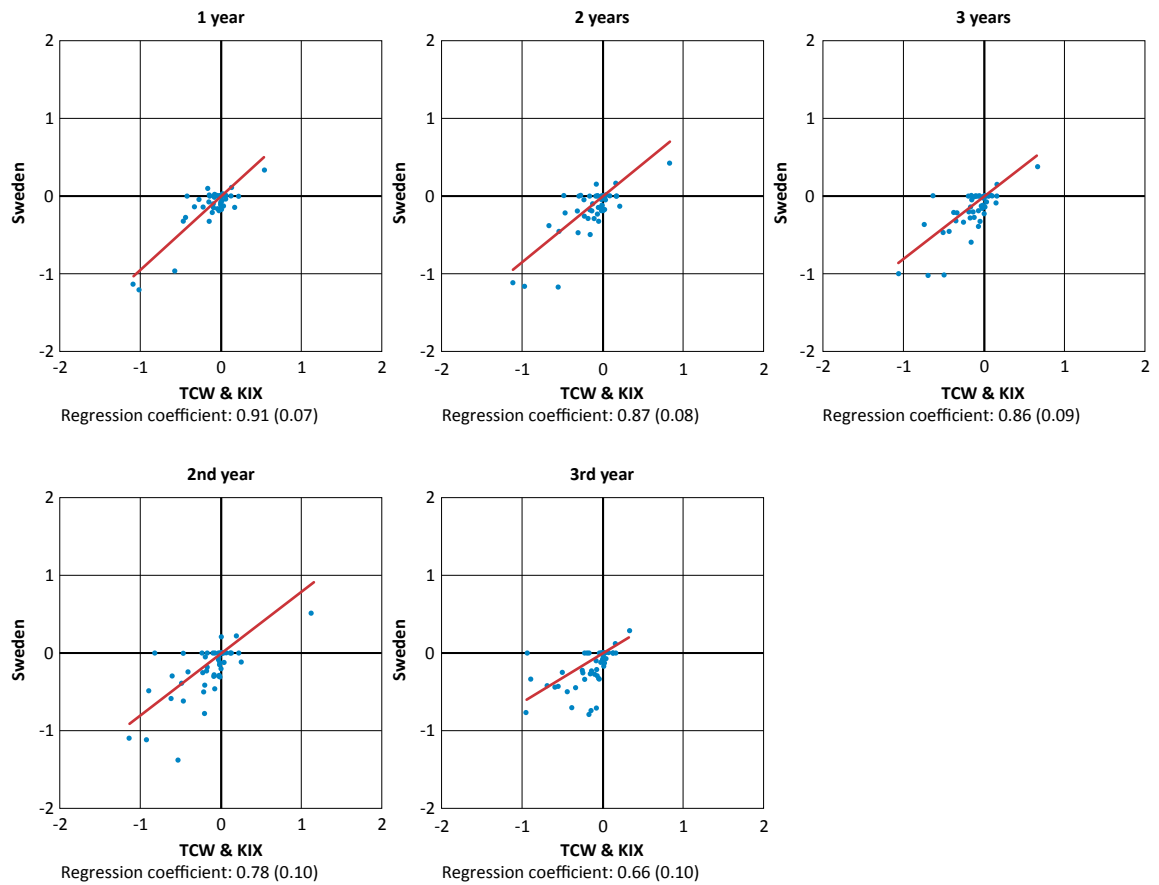 1 year
2
1
0
-1
-2
Sweden
-2
-1
0
1
2
TCW & KIX
Regression coefficient: 0.91 (0.07)
2 years
2
1
0
-1
-2
Sweden
-2
-1
0
1
2
TCW & KIX
Regression coefficient: 0.87 (0.08)
3 years
2
1
0
-1
-2
Sweden
-2
-1
0
1
2
TCW & KIX
Regression coefficient: 0.86 (0.09)
2nd year
2
1
0
-1
-2
Sweden
-2
-1
0
1
2
TCW & KIX
Regression coefficient: 0.78 (0.10)
3rd year
2
1
0
-1
-2
Sweden
-2
-1
0
1
2
TCW & KIX
Regression coefficient: 0.66 (0.10)